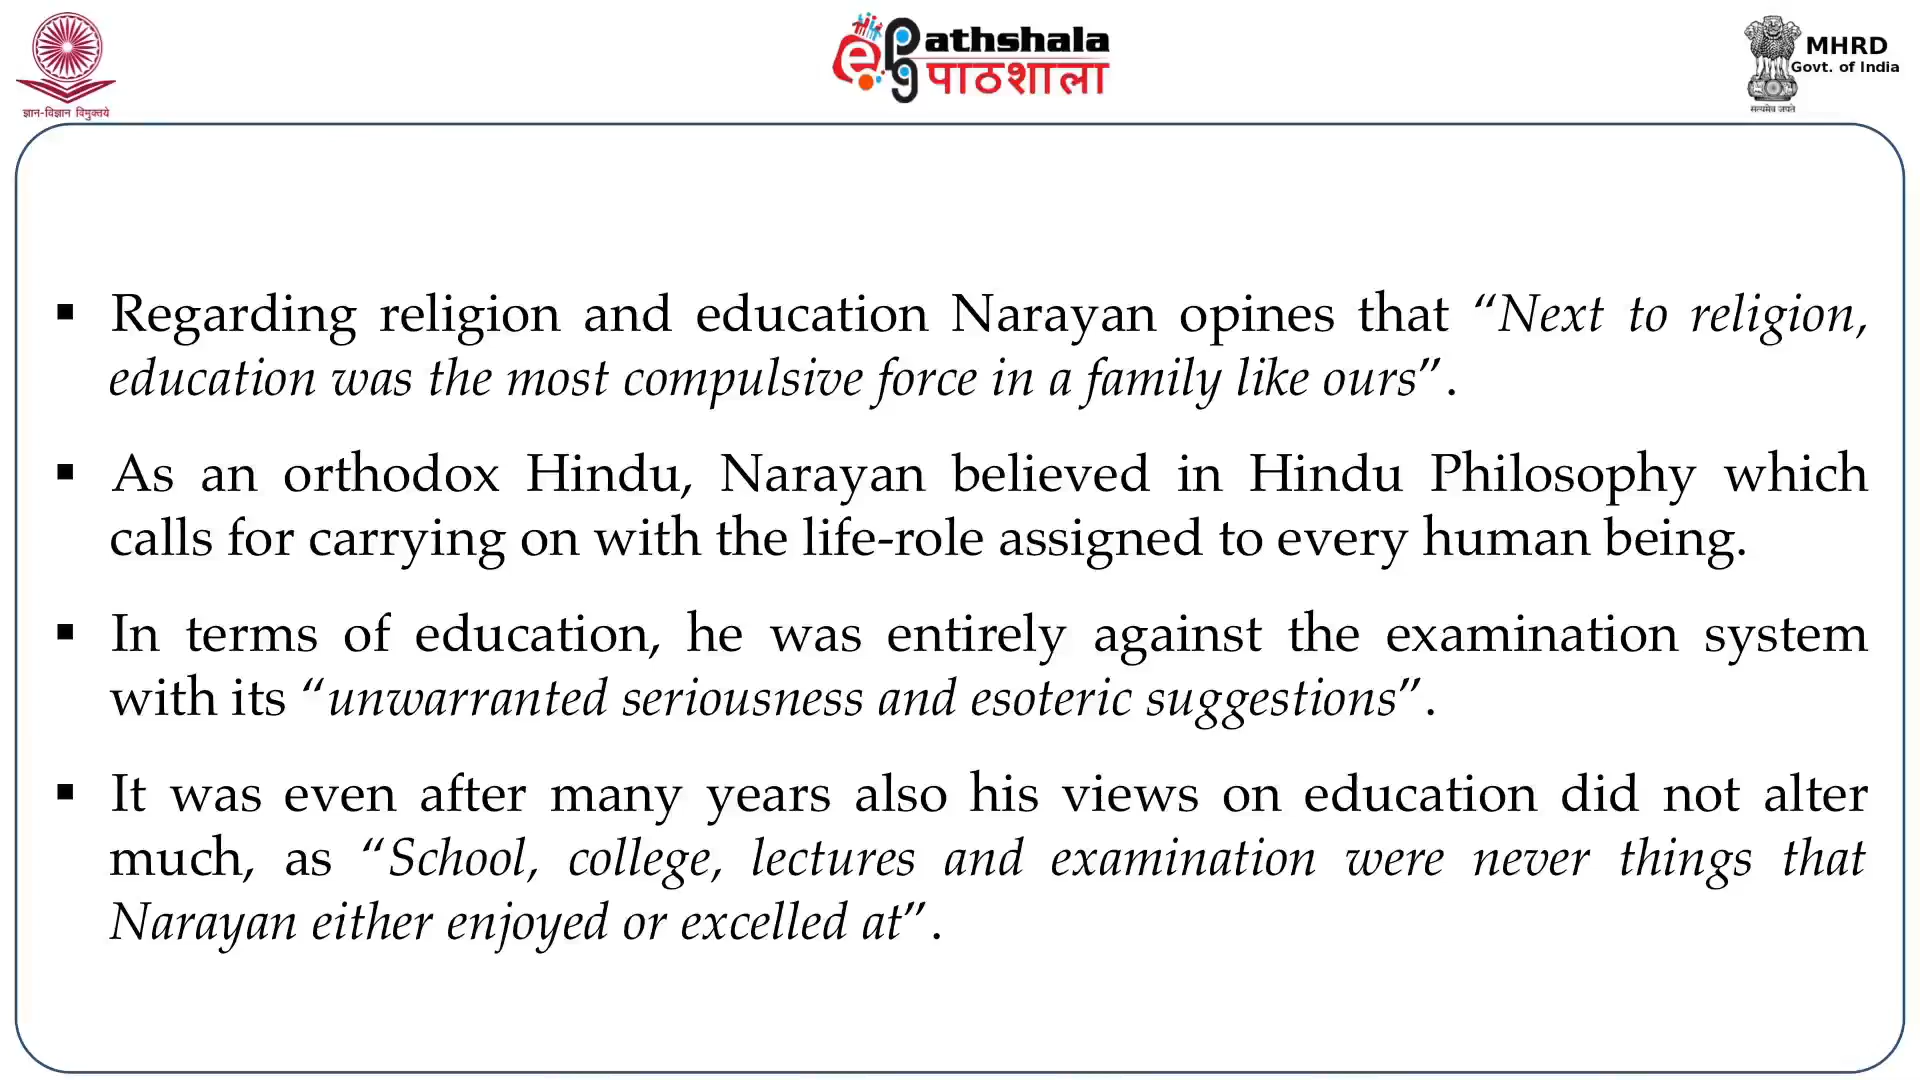 ज्ञान-विज्ञान विमुक्तये
ePg Pathshala
पाठशाला
MHRD
Govt. of India
सत्यमेव जयते
▪ Regarding religion and education Narayan opines that “Next to religion,
education was the most compulsive force in a family like ours”.
▪ As an orthodox Hindu, Narayan believed in Hindu Philosophy which
calls for carrying on with the life-role assigned to every human being.
▪ In terms of education, he was entirely against the examination system
with its “unwarranted seriousness and esoteric suggestions”.
▪ It was even after many years also his views on education did not alter
much, as “School, college, lectures and examination were never things that
Narayan either enjoyed or excelled at”.